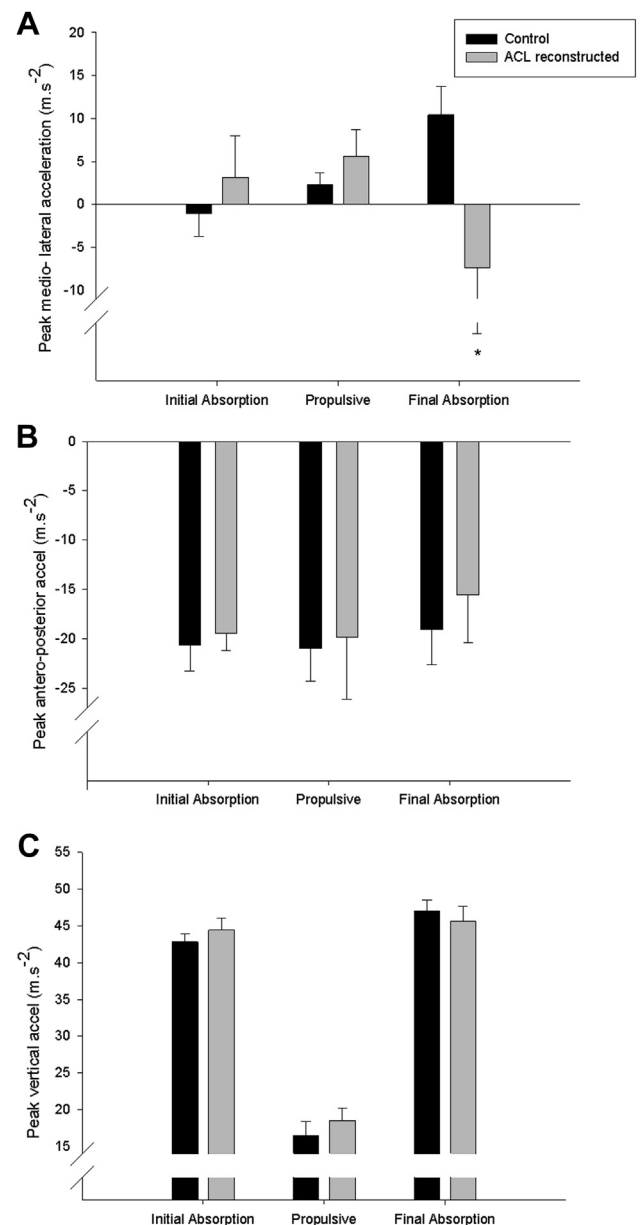 A
Control
ACL reconstructed
Peak medio- lateral acceleration (m.s-2)
20
15
10
5
0
-5
-10
*
Initial Absorption Propulsive Final Absorption
B
Peak antero-posterior accel (m.s-2)
0
-5
-10
-15
-20
-25
Initial Absorption Propulsive Final Absorption
C
Peak vertical accel (m.s-2)
55
50
45
40
35
30
25
20
15
Initial Absorption Propulsive Final Absorption